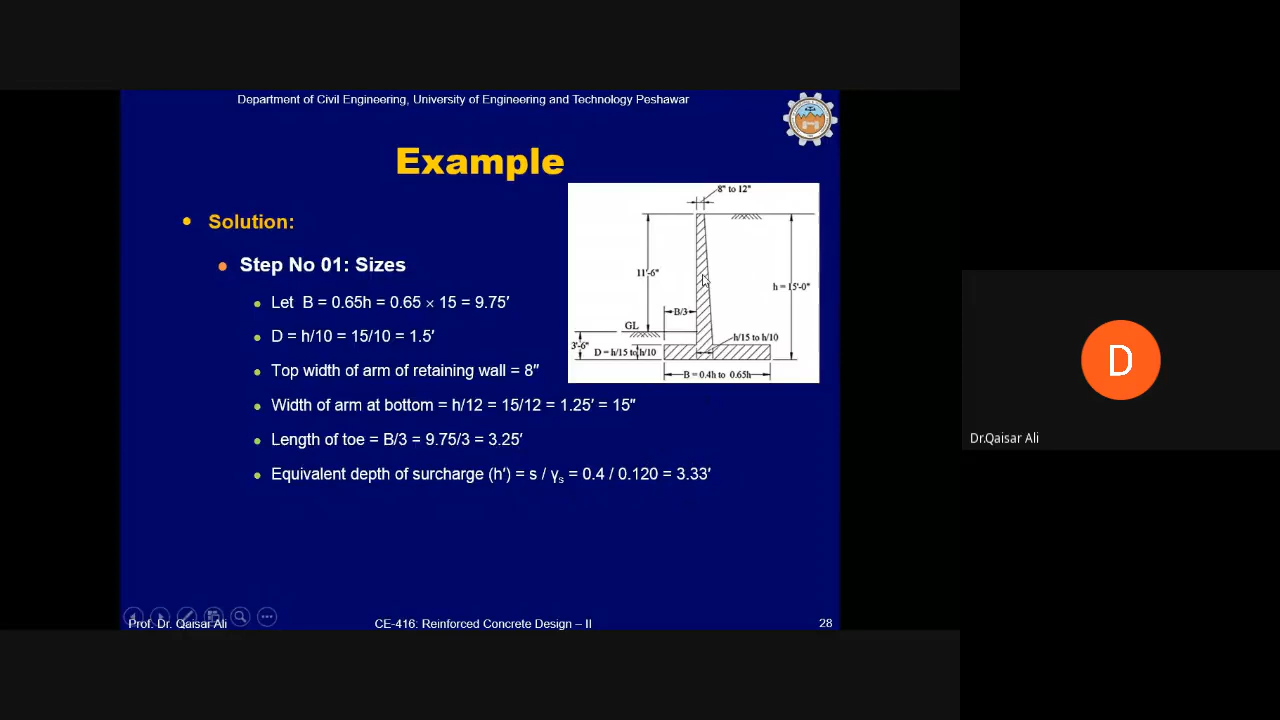 Department of Civil Engineering, University of Engineering and Technology Peshawar
Example
• Solution:
• Step No 01: Sizes
• Let B = 0.65h = 0.65 × 15 = 9.75′
• D = h/10 = 15/10 = 1.5′
• Top width of arm of retaining wall = 8″
• Width of arm at bottom = h/12 = 15/12 = 1.25′ = 15″
• Length of toe = B/3 = 9.75/3 = 3.25′
• Equivalent depth of surcharge (h′) = s / γs = 0.4 / 0.120 = 3.33′
8" to 12"
11'-6"
h = 15'-0"
B/3
GL
3'-6"
h/15 to h/10
D = h/15 to h/10
B = 0.4h to 0.65h
Prof. Dr. Qaisar Ali
CE-416: Reinforced Concrete Design – II
28
D
Dr.Qaisar Ali